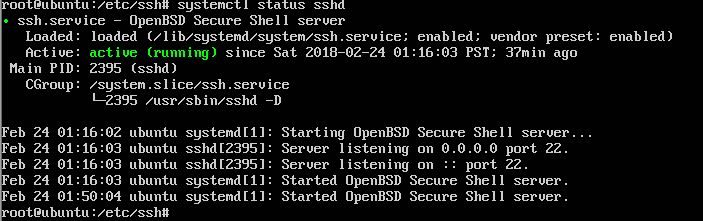 root@ubuntu:/etc/ssh# systemctl status sshd
● ssh.service - OpenBSD Secure Shell server
   Loaded: loaded (/lib/systemd/system/ssh.service; enabled; vendor preset: enabled)
   Active: active (running) since Sat 2018-02-24 01:16:03 PST; 37min ago
 Main PID: 2395 (sshd)
   CGroup: /system.slice/ssh.service
           └─2395 /usr/sbin/sshd -D
Feb 24 01:16:02 ubuntu systemd[1]: Starting OpenBSD Secure Shell server...
Feb 24 01:16:03 ubuntu sshd[2395]: Server listening on 0.0.0.0 port 22.
Feb 24 01:16:03 ubuntu sshd[2395]: Server listening on :: port 22.
Feb 24 01:16:03 ubuntu systemd[1]: Started OpenBSD Secure Shell server.
Feb 24 01:50:04 ubuntu systemd[1]: Started OpenBSD Secure Shell server.
root@ubuntu:/etc/ssh#